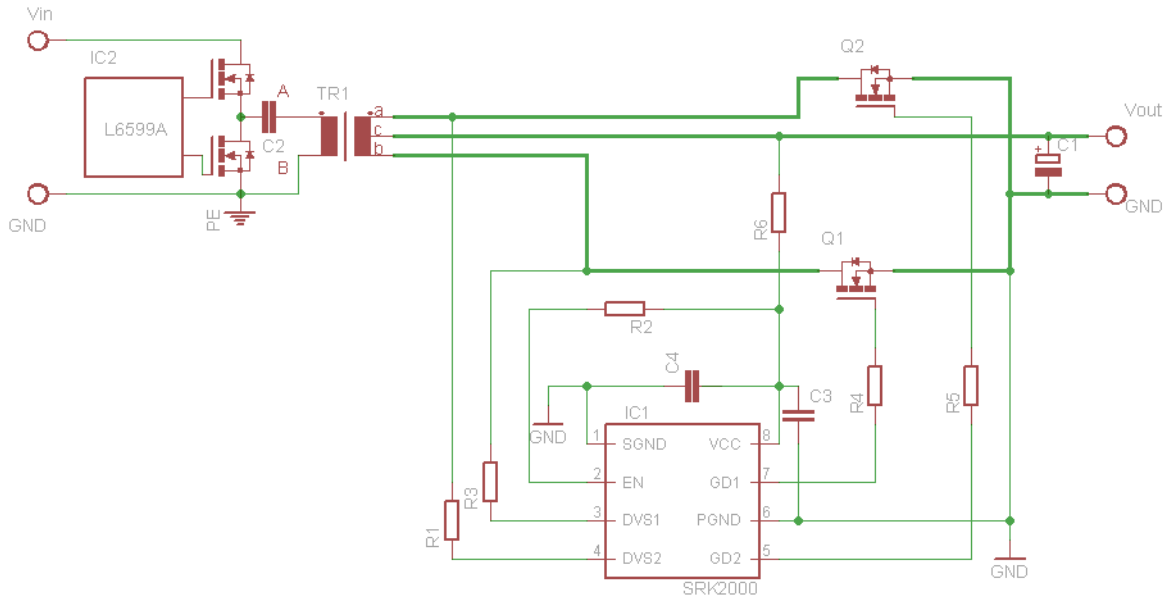 Vin
IC2
L6599A
A
C2
B
TR1
a
c
b
GND
PE
Q2
Vout
+
C1
GND
R6
Q1
R2
C4
C3
R4
R5
GND
IC1
1 SGND VCC 8
2 EN GD1 7
3 DVS1 PGND 6
4 DVS2 GD2 5
R3
R1
SRK2000
GND